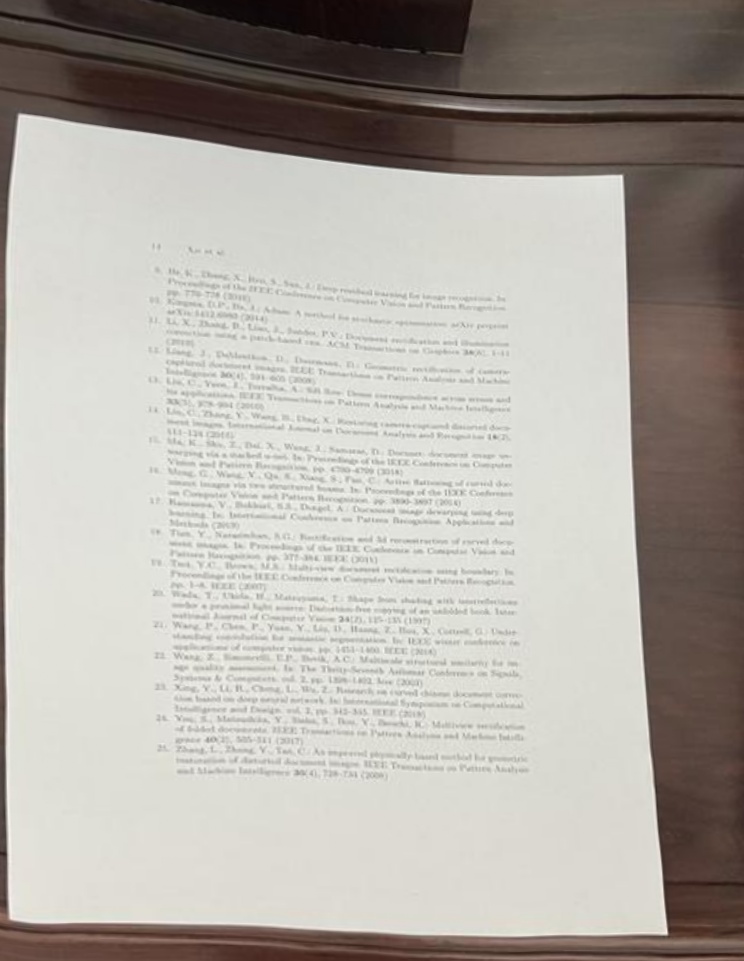 14 Xie et al.
9. He, K., Zhang, X., Ren, S., Sun, J.: Deep residual learning for image recognition. In:
Proceedings of the IEEE Conference on Computer Vision and Pattern Recognition.
pp. 770–778 (2016)
10. Kingma, D.P., Ba, J.: Adam: A method for stochastic optimization. arXiv preprint
arXiv:1412.6980 (2014)
11. Li, X., Zhang, B., Liao, J., Sander, P.V.: Document rectification and illumination
correction using a patch-based cnn. ACM Transactions on Graphics 38(6), 1–11
(2019)
12. Liang, J., DeMenthon, D., Doermann, D.: Geometric rectification of camera-
captured document images. IEEE Transactions on Pattern Analysis and Machine
Intelligence 30(4), 591–605 (2008)
13. Liu, C., Yuen, J., Torralba, A.: Sift flow: Dense correspondence across scenes and
its applications. IEEE Transactions on Pattern Analysis and Machine Intelligence
33(5), 978–994 (2010)
14. Liu, C., Zhang, Y., Wang, B., Ding, X.: Restoring camera-captured distorted docu-
ment images. International Journal on Document Analysis and Recognition 18(2),
111–124 (2015)
15. Ma, K., Shu, Z., Bai, X., Wang, J., Samaras, D.: Docunet: document image un-
warping via a stacked u-net. In: Proceedings of the IEEE Conference on Computer
Vision and Pattern Recognition. pp. 4700–4709 (2018)
16. Meng, G., Wang, Y., Qu, S., Xiang, S., Pan, C.: Active flattening of curved doc-
ument images via two structured beams. In: Proceedings of the IEEE Conference
on Computer Vision and Pattern Recognition. pp. 3890–3897 (2014)
17. Ramanna, V., Bukhari, S.S., Dengel, A.: Document image dewarping using deep
learning. In: International Conference on Pattern Recognition Applications and
Methods (2019)
18. Tian, Y., Narasimhan, S.G.: Rectification and 3d reconstruction of curved docu-
ment images. In: Proceedings of the IEEE Conference on Computer Vision and
Pattern Recognition. pp. 377–384. IEEE (2011)
19. Tsoi, Y.C., Brown, M.S.: Multi-view document rectification using boundary. In:
Proceedings of the IEEE Conference on Computer Vision and Pattern Recognition.
pp. 1–8. IEEE (2007)
20. Wada, T., Ukida, H., Matsuyama, T.: Shape from shading with interreflections
under a proximal light source: Distortion-free copying of an unfolded book. Inter-
national Journal of Computer Vision 24(2), 125–135 (1997)
21. Wang, P., Chen, P., Yuan, Y., Liu, D., Huang, Z., Hou, X., Cottrell, G.: Under-
standing convolution for semantic segmentation. In: IEEE winter conference on
applications of computer vision. pp. 1451–1460. IEEE (2018)
22. Wang, Z., Simoncelli, E.P., Bovik, A.C.: Multiscale structural similarity for im-
age quality assessment. In: The Thrity-Seventh Asilomar Conference on Signals,
Systems & Computers. vol. 2, pp. 1398–1402. Ieee (2003)
23. Xing, Y., Li, R., Cheng, L., Wu, Z.: Research on curved chinese document correc-
tion based on deep neural network. In: International Symposium on Computational
Intelligence and Design. vol. 2, pp. 342–345. IEEE (2018)
24. You, S., Matsushita, Y., Sinha, S., Bou, Y., Ikeuchi, K.: Multiview rectification
of folded documents. IEEE Transactions on Pattern Analysis and Machine Intelli-
gence 40(2), 505–511 (2017)
25. Zhang, L., Zhang, Y., Tan, C.: An improved physically-based method for geometric
restoration of distorted document images. IEEE Transactions on Pattern Analysis
and Machine Intelligence 30(4), 728–734 (2008)